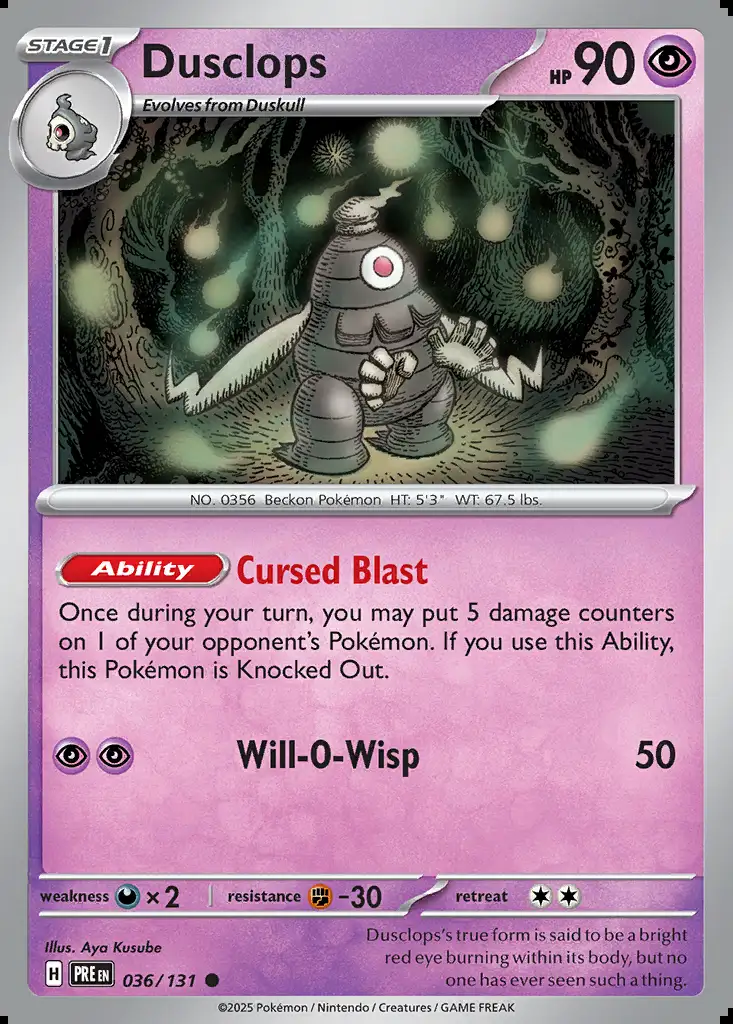 STAGE1
Dusclops
HP 90
Evolves from Duskull
NO. 0356 Beckon Pokémon HT: 5'3" WT: 67.5 lbs.
Ability Cursed Blast
Once during your turn, you may put 5 damage counters
on 1 of your opponent's Pokémon. If you use this Ability,
this Pokémon is Knocked Out.
Will-O-Wisp 50
weakness ×2 resistance -30 retreat
Illus. Aya Kusube
Dusclops's true form is said to be a bright
red eye burning within its body, but no
one has ever seen such a thing.
H PRE EN 036/131
©2025 Pokémon / Nintendo / Creatures / GAME FREAK